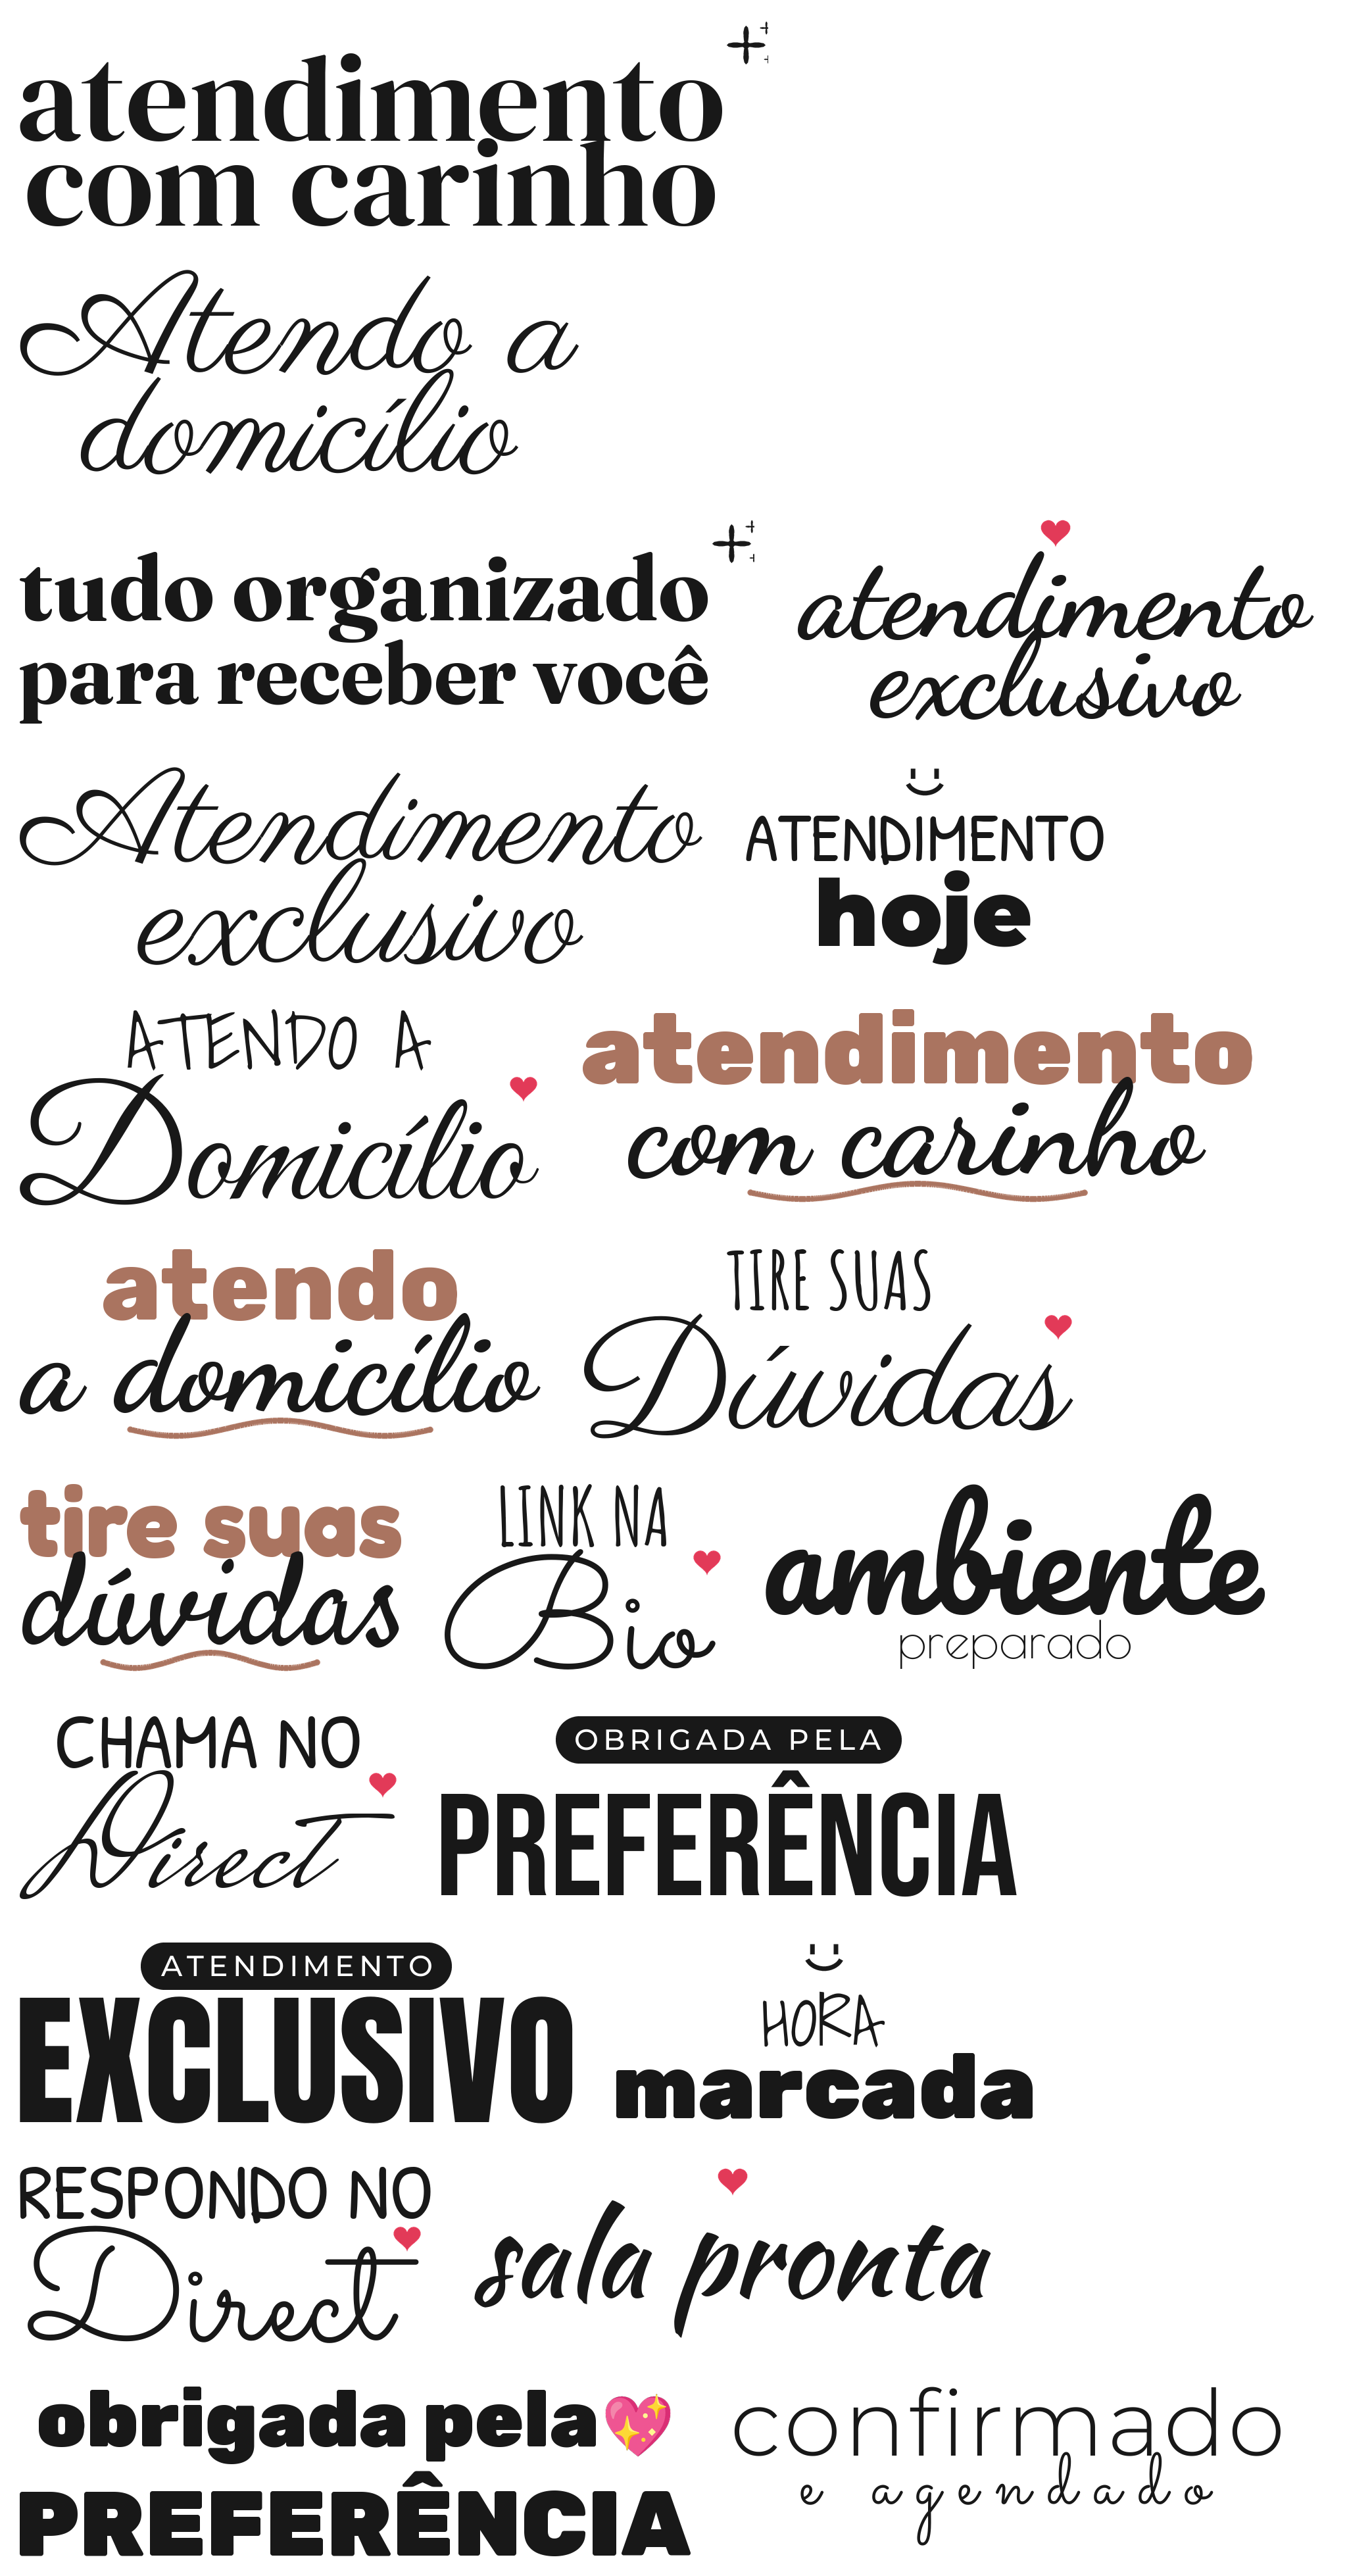 atendimento
com carinho
Atendo a
domicílio
tudo organizado
para receber você
atendimento
exclusivo
Atendimento
exclusivo
ATENDIMENTO
hoje
ATENDO A
Domicílio
atendimento
com carinho
atendo
a domicílio
TIRE SUAS
Dúvidas
tire suas
dúvidas
LINK NA
Bio
ambiente
preparado
CHAMA NO
Direct
OBRIGADA PELA
PREFERÊNCIA
ATENDIMENTO
EXCLUSIVO
HORA
marcada
RESPONDO NO
Direct
sala pronta
obrigada pela
PREFERÊNCIA
confirmado
e agendado